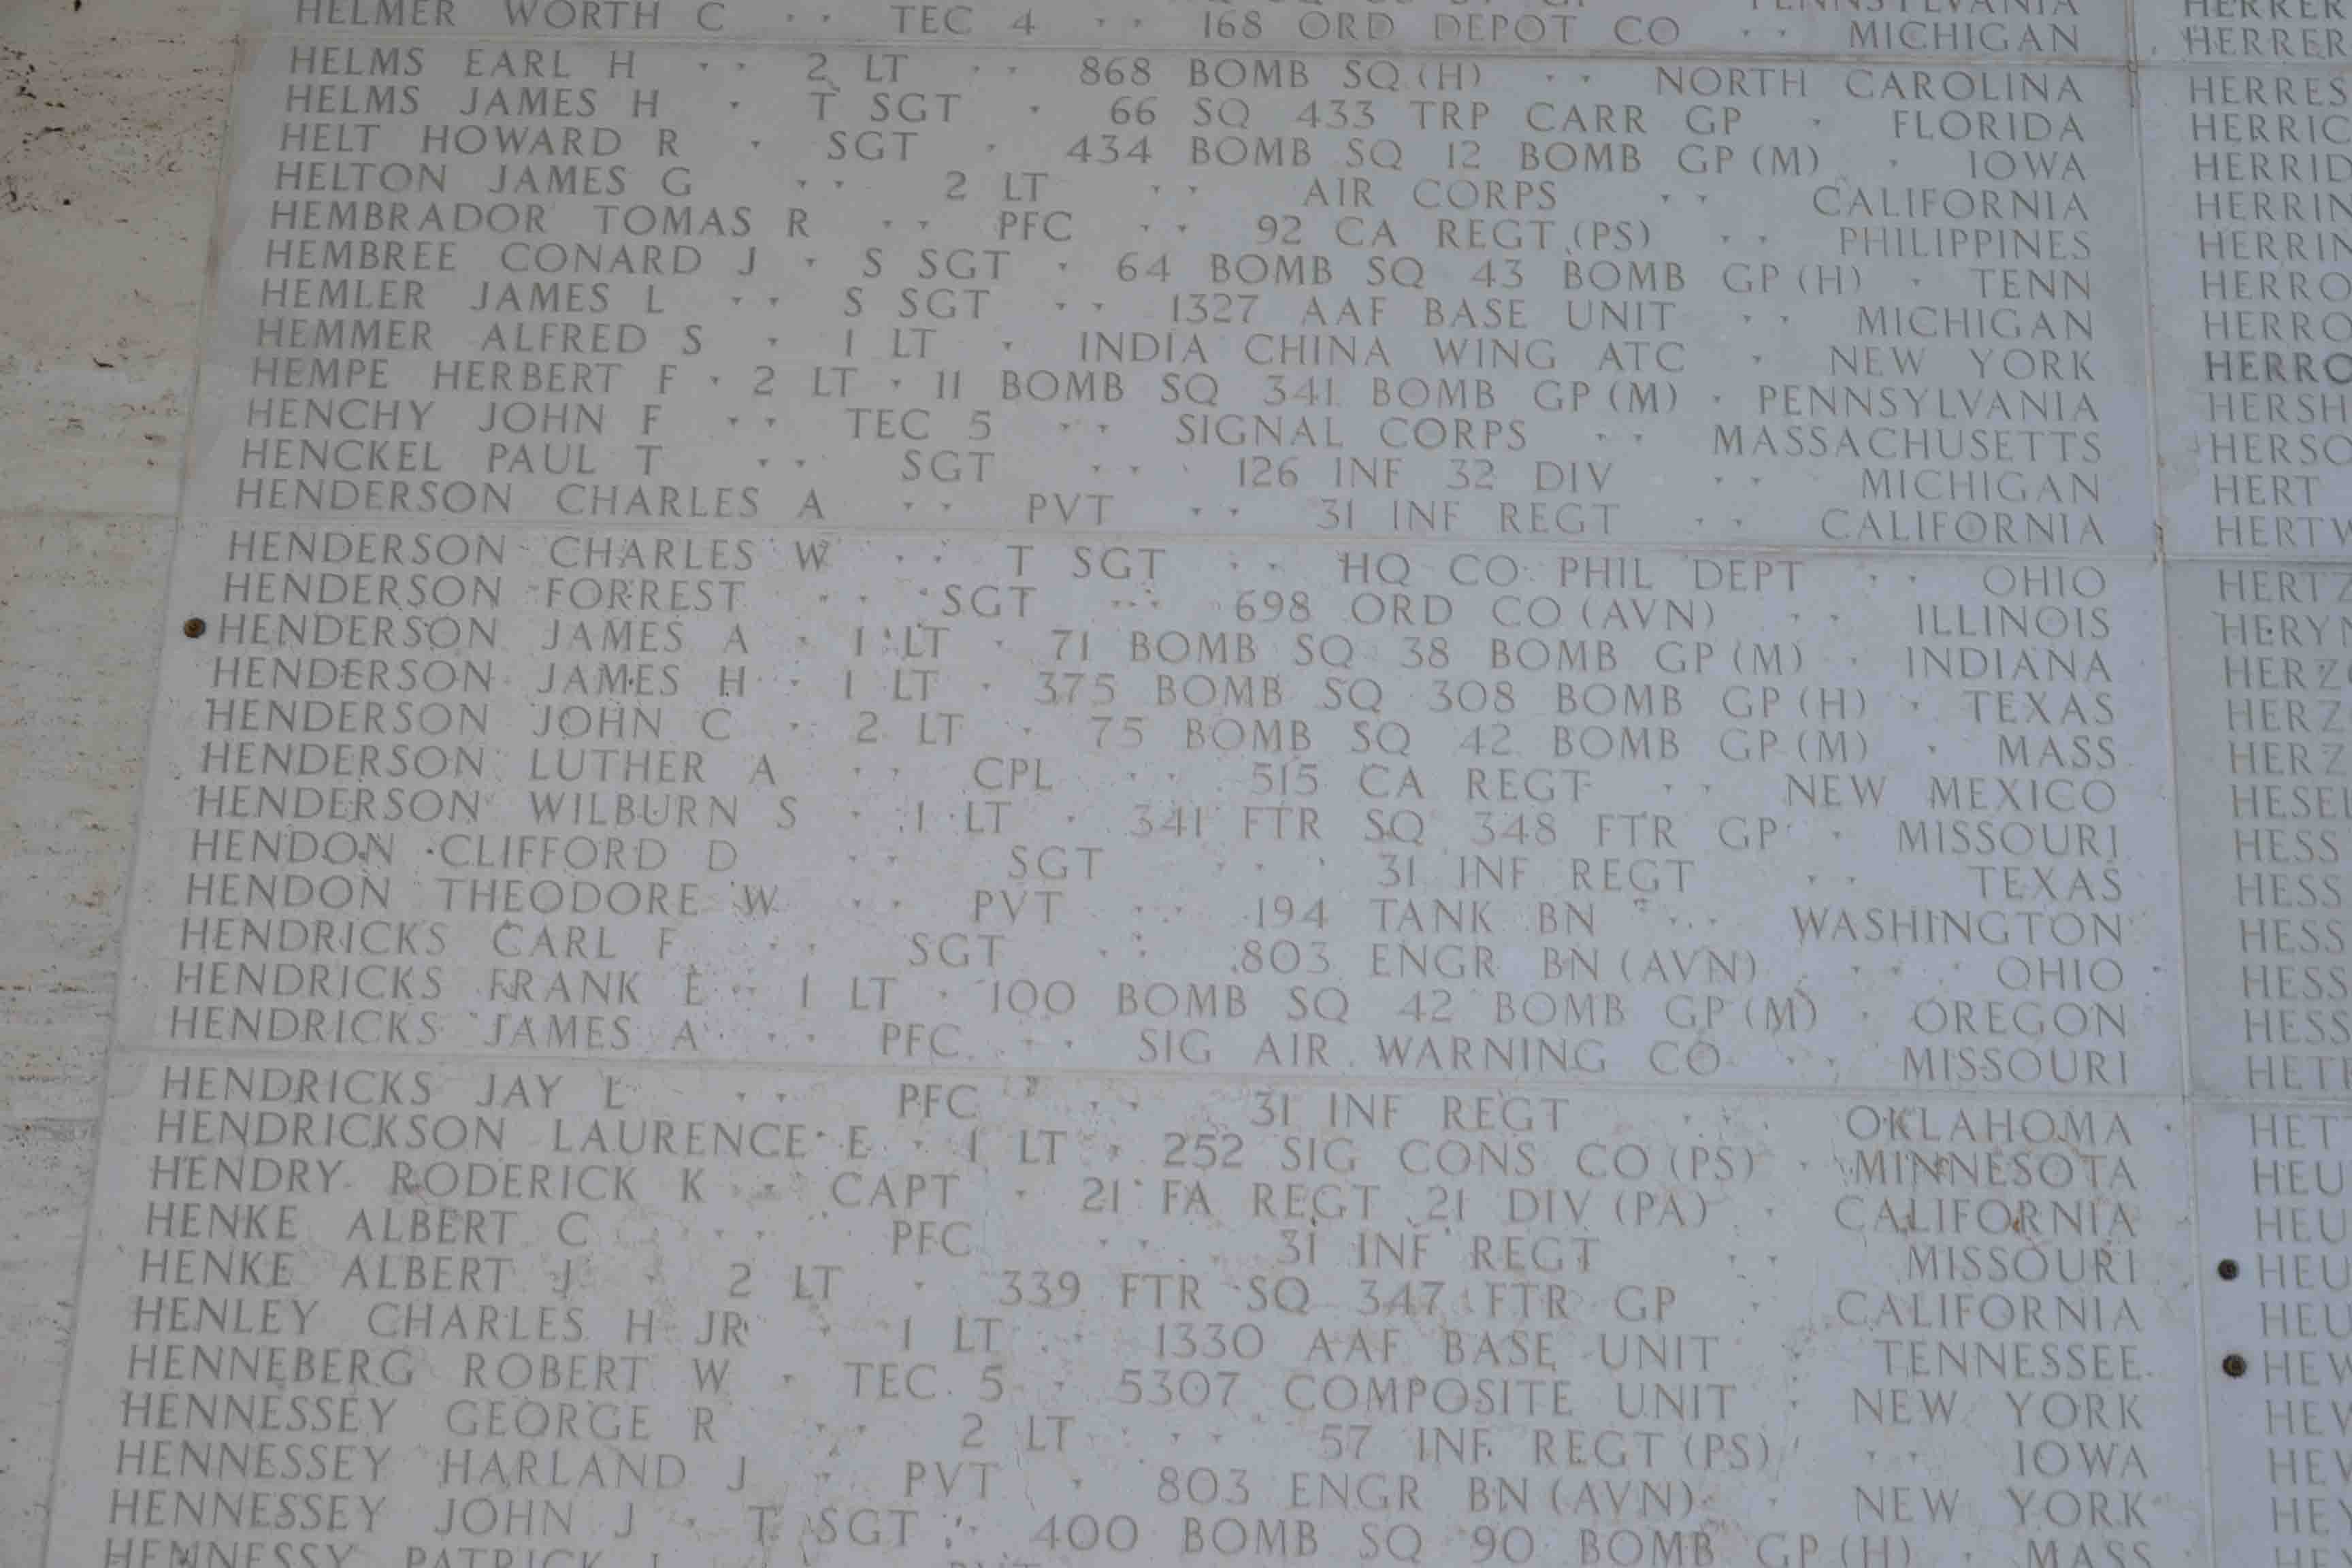 HELMER WORTH C · · TEC 4 · · 168 ORD DEPOT CO · · MICHIGAN
HELMS EARL H · · 2 LT · · 868 BOMB SQ (H) · · NORTH CAROLINA
HELMS JAMES H · T SGT · 66 SQ 433 TRP CARR GP · FLORIDA
HELT HOWARD R · SGT · 434 BOMB SQ 12 BOMB GP (M) · IOWA
HELTON JAMES G · · 2 LT · · AIR CORPS · · CALIFORNIA
HEMBRADOR TOMAS R · · PFC · · 92 CA REGT (PS) · · PHILIPPINES
HEMBREE CONARD J · S SGT · 64 BOMB SQ 43 BOMB GP (H) · TENN
HEMLER JAMES L · · S SGT · · 1327 AAF BASE UNIT · · MICHIGAN
HEMMER ALFRED S · 1 LT · INDIA CHINA WING ATC · NEW YORK
HEMPE HERBERT F · 2 LT · 11 BOMB SQ 341 BOMB GP (M) · PENNSYLVANIA
HENCHY JOHN F · · TEC 5 · · SIGNAL CORPS · · MASSACHUSETTS
HENCKEL PAUL T · · SGT · · 126 INF 32 DIV · · MICHIGAN
HENDERSON CHARLES A · · PVT · · 31 INF REGT · · CALIFORNIA
HENDERSON CHARLES W · · T SGT · · HQ CO PHIL DEPT · · OHIO
HENDERSON FORREST · · SGT · · 698 ORD CO (AVN) · · ILLINOIS
HENDERSON JAMES A · 1 LT · 71 BOMB SQ 38 BOMB GP (M) · INDIANA
HENDERSON JAMES H · 1 LT · 375 BOMB SQ 308 BOMB GP (H) · TEXAS
HENDERSON JOHN C · 2 LT · 75 BOMB SQ 42 BOMB GP (M) · MASS
HENDERSON LUTHER A · · CPL · · 515 CA REGT · · NEW MEXICO
HENDERSON WILBURN S · 1 LT · 341 FTR SQ 348 FTR GP · MISSOURI
HENDON CLIFFORD D · · SGT · · 31 INF REGT · · TEXAS
HENDON THEODORE W · · PVT · · 194 TANK BN · · WASHINGTON
HENDRICKS CARL F · · SGT · · 803 ENGR BN (AVN) · · OHIO
HENDRICKS FRANK E · 1 LT · 100 BOMB SQ 42 BOMB GP (M) · OREGON
HENDRICKS JAMES A · · PFC · · SIG AIR WARNING CO · · MISSOURI
HENDRICKS JAY L · · PFC · · 31 INF REGT · · OKLAHOMA
HENDRICKSON LAURENCE E · 1 LT · 252 SIG CONS CO (PS) · MINNESOTA
HENDRY RODERICK K · CAPT · 21 FA REGT 21 DIV (PA) · CALIFORNIA
HENKE ALBERT C · · PFC · · 31 INF REGT · · MISSOURI
HENKE ALBERT J · 2 LT · 339 FTR SQ 347 FTR GP · CALIFORNIA
HENLEY CHARLES H JR · 1 LT · 1330 AAF BASE UNIT · TENNESSEE
HENNEBERG ROBERT W · TEC 5 · 5307 COMPOSITE UNIT · NEW YORK
HENNESSEY GEORGE R · · 2 LT · · 57 INF REGT (PS) · · IOWA
HENNESSEY HARLAND J · PVT · 803 ENGR BN (AVN) · NEW YORK
HENNESSEY JOHN J · T SGT · 400 BOMB SQ 90 BOMB GP (H) · MASS
HENNESSY PATRICK
HERRER
HERRER
HERRES
HERRIC
HERRID
HERRIN
HERRIN
HERRO
HERRO
HERRO
HERSH
HERSO
HERT
HERTW
HERTZ
HERYN
HERZ
HERZ
HERZ
HESE
HESS
HESS
HESS
HESS
HESS
HET
HET
HEU
HEU
HEU
HEU
HEW
HEW
HEW